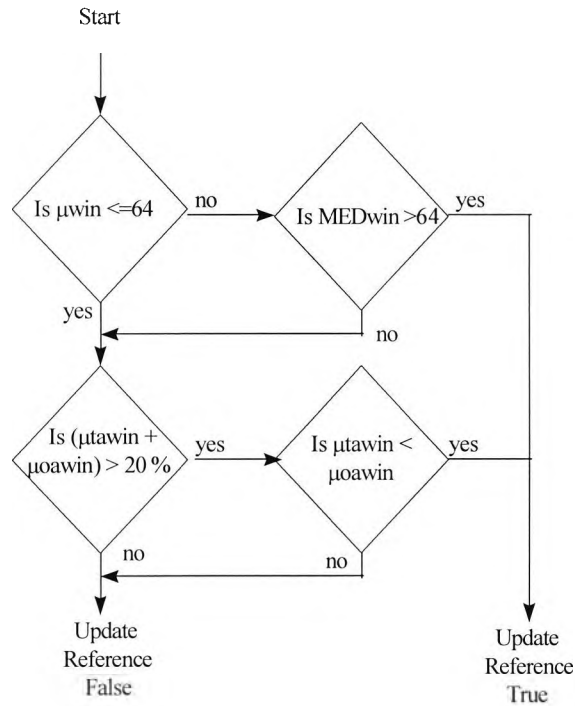 Start
Is μwin <=64
no
Is MEDwin >64
yes
yes
no
Is (μtawin +
μoawin) > 20 %
yes
Is μtawin <
μoawin
yes
no
no
Update
Reference
False
Update
Reference
True